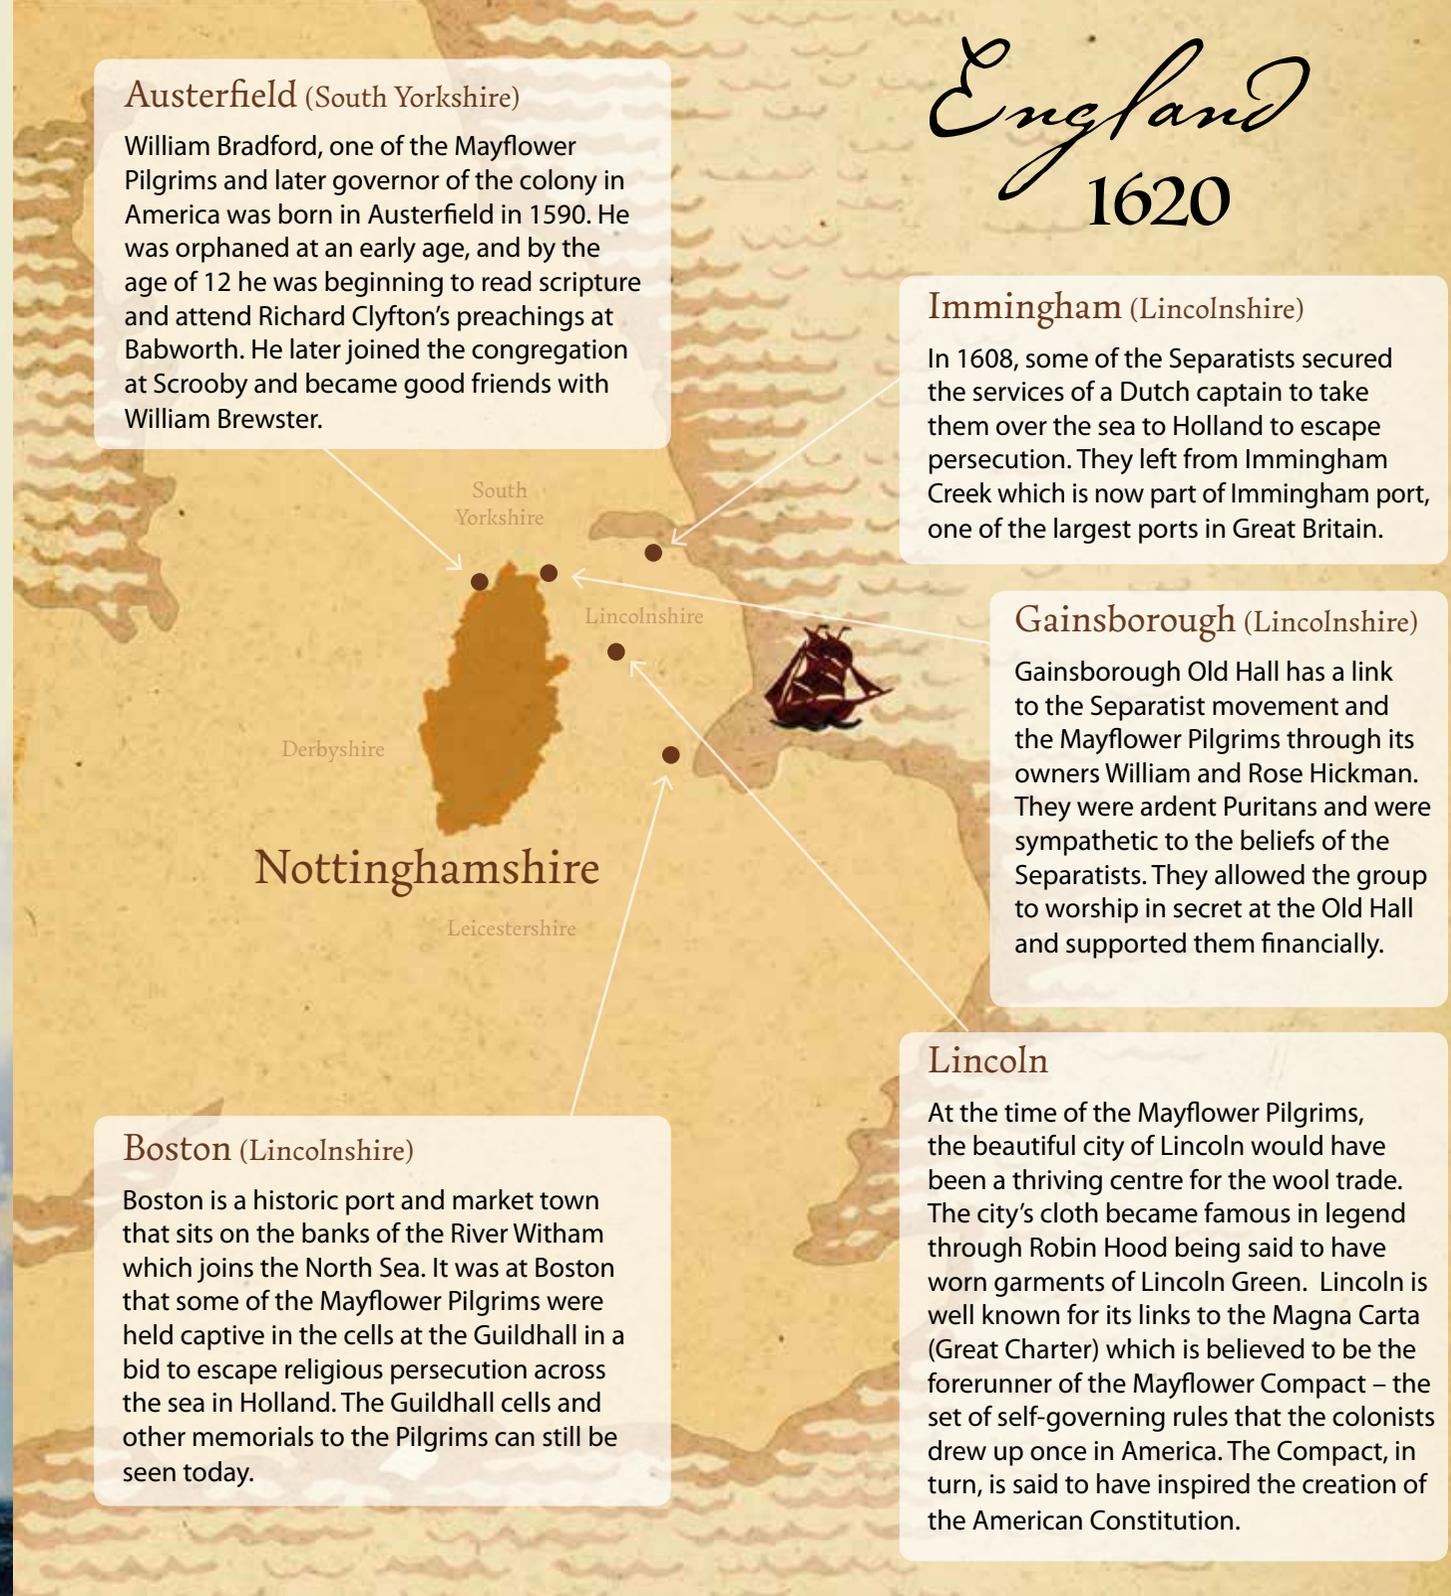 England
1620
Austerfield (South Yorkshire)
William Bradford, one of the Mayflower
Pilgrims and later governor of the colony in
America was born in Austerfield in 1590. He
was orphaned at an early age, and by the
age of 12 he was beginning to read scripture
and attend Richard Clyfton’s preachings at
Babworth. He later joined the congregation
at Scrooby and became good friends with
William Brewster.
Immingham (Lincolnshire)
In 1608, some of the Separatists secured
the services of a Dutch captain to take
them over the sea to Holland to escape
persecution. They left from Immingham
Creek which is now part of Immingham port,
one of the largest ports in Great Britain.
South
Yorkshire
Lincolnshire
Derbyshire
Nottinghamshire
Leicestershire
Gainsborough (Lincolnshire)
Gainsborough Old Hall has a link
to the Separatist movement and
the Mayflower Pilgrims through its
owners William and Rose Hickman.
They were ardent Puritans and were
sympathetic to the beliefs of the
Separatists. They allowed the group
to worship in secret at the Old Hall
and supported them financially.
Boston (Lincolnshire)
Boston is a historic port and market town
that sits on the banks of the River Witham
which joins the North Sea. It was at Boston
that some of the Mayflower Pilgrims were
held captive in the cells at the Guildhall in a
bid to escape religious persecution across
the sea in Holland. The Guildhall cells and
other memorials to the Pilgrims can still be
seen today.
Lincoln
At the time of the Mayflower Pilgrims,
the beautiful city of Lincoln would have
been a thriving centre for the wool trade.
The city’s cloth became famous in legend
through Robin Hood being said to have
worn garments of Lincoln Green.  Lincoln is
well known for its links to the Magna Carta
(Great Charter) which is believed to be the
forerunner of the Mayflower Compact – the
set of self-governing rules that the colonists
drew up once in America. The Compact, in
turn, is said to have inspired the creation of
the American Constitution.